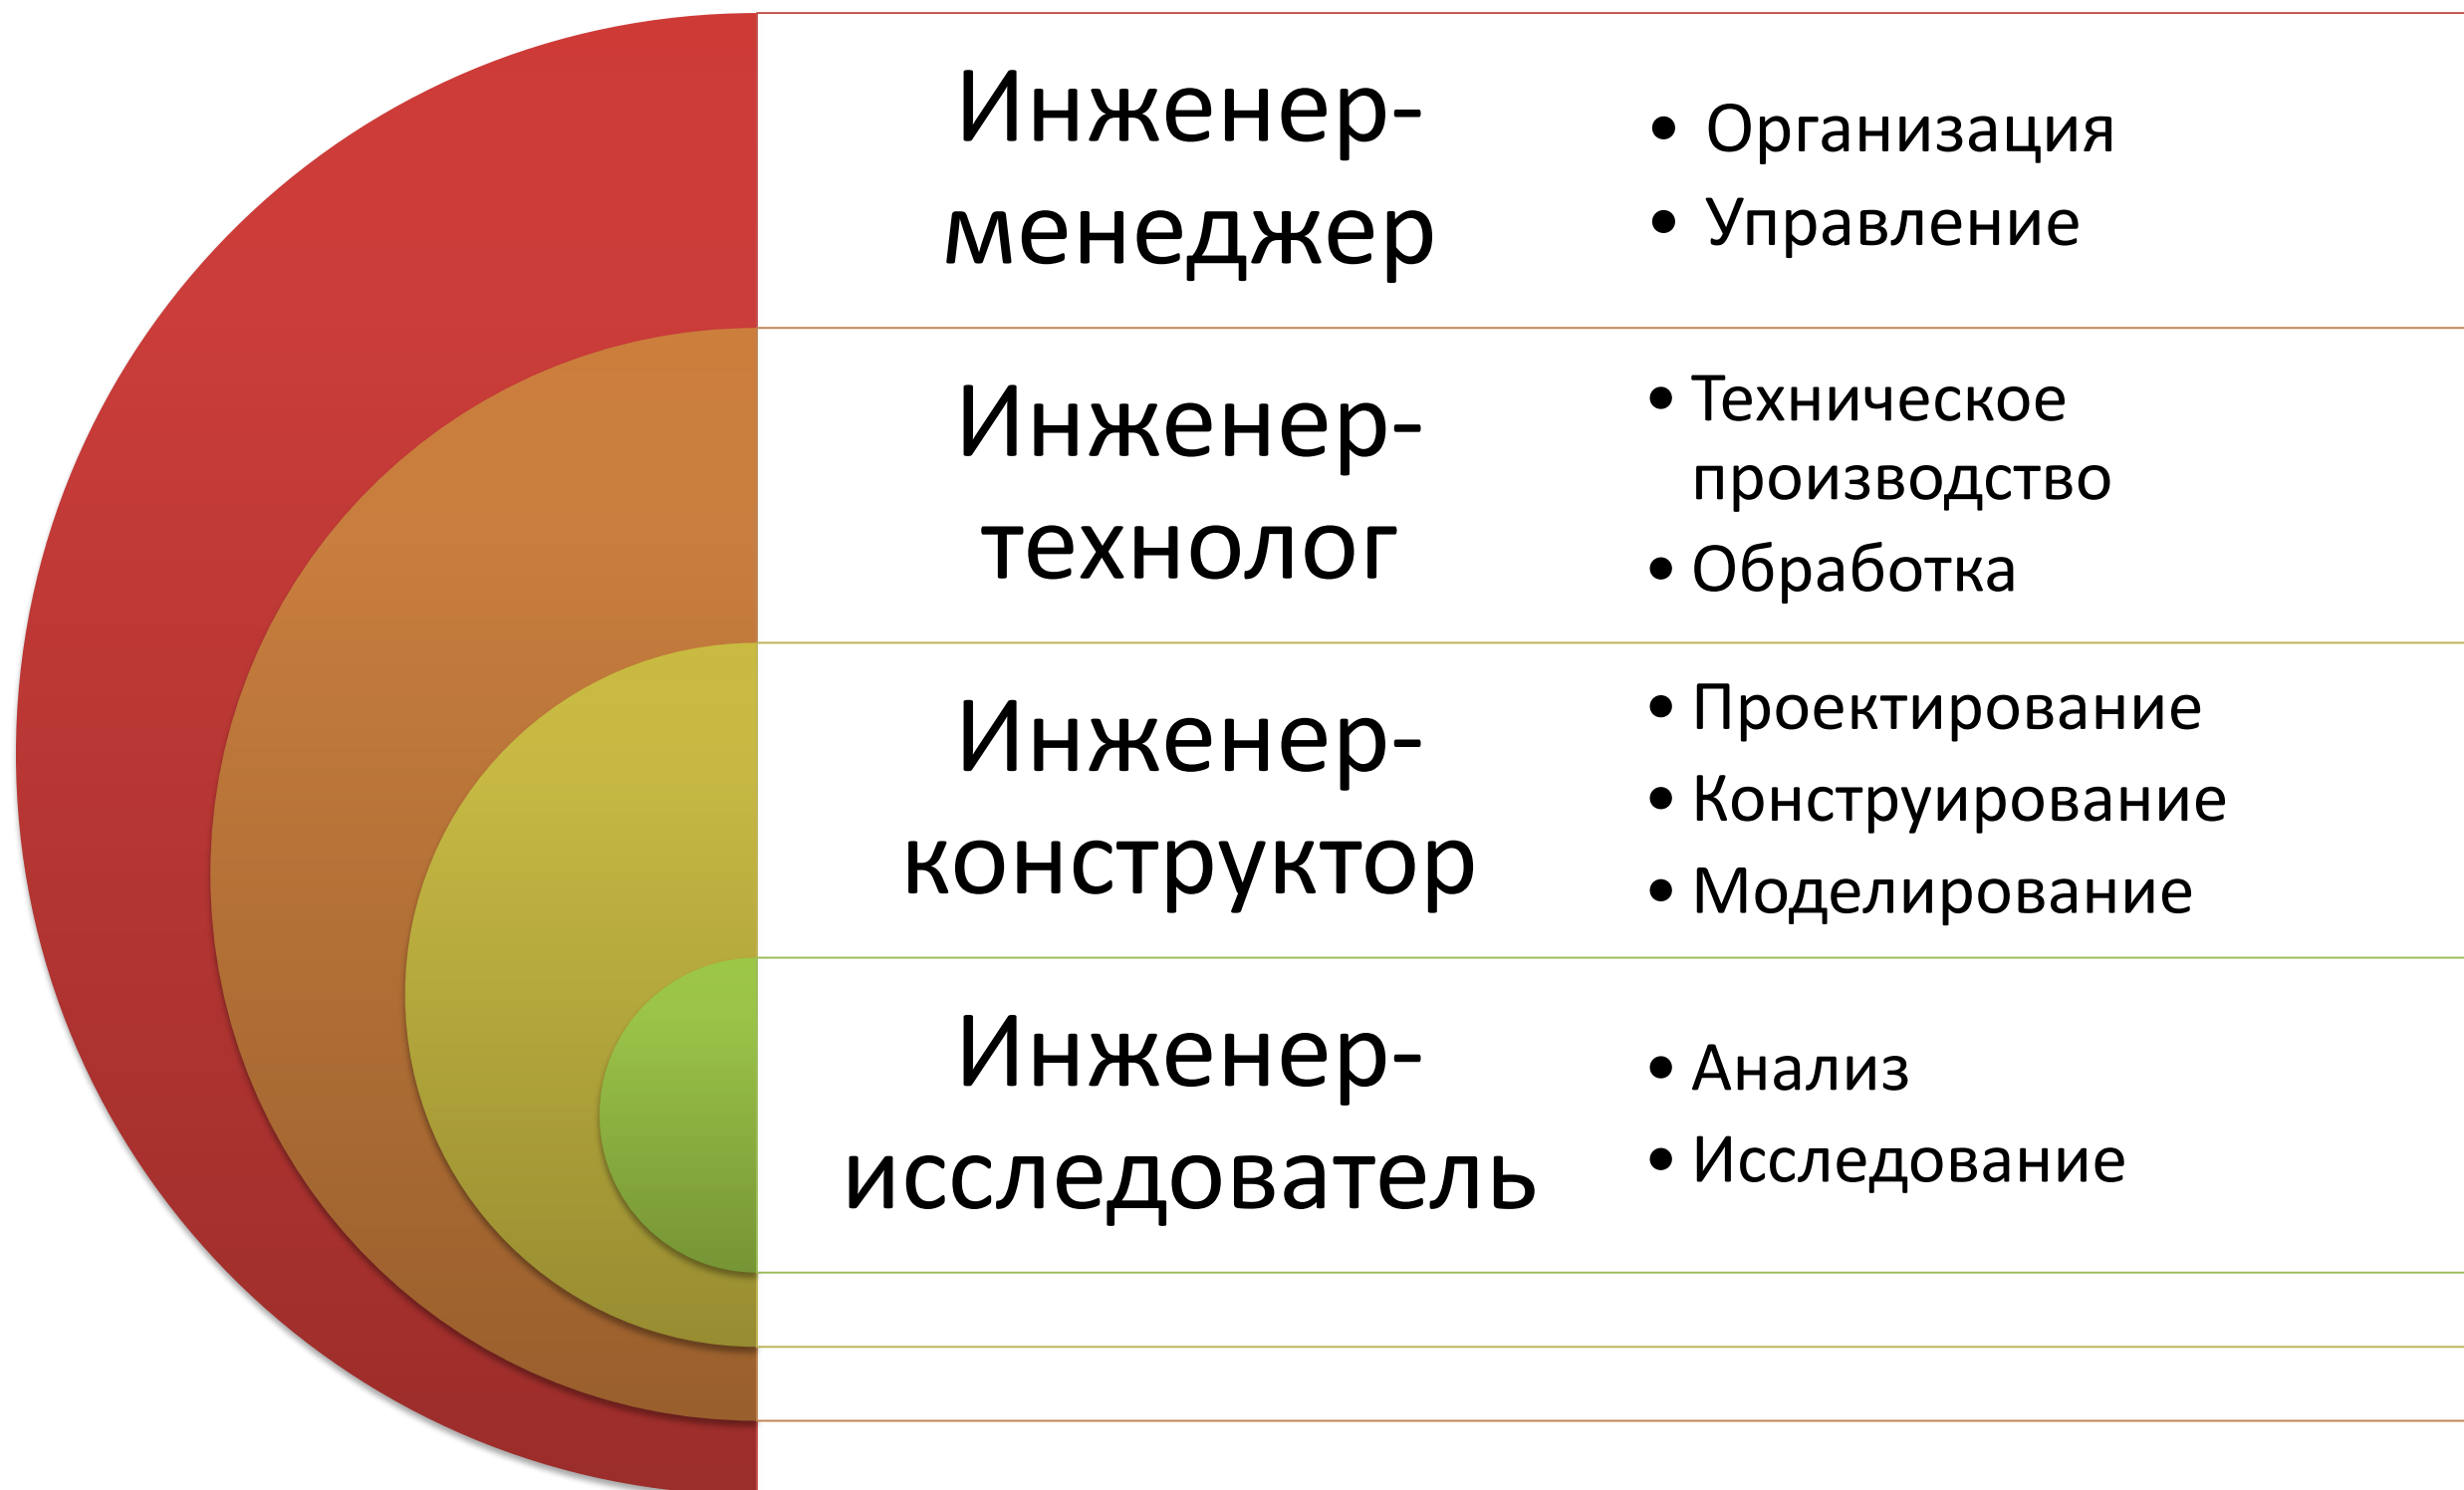 Инженер-
менеджер
• Организация
• Управление
Инженер-
технолог
• Техническое
производство
• Обработка
Инженер-
конструктор
• Проектирование
• Конструирование
• Моделирование
Инженер-
исследователь
• Анализ
• Исследование